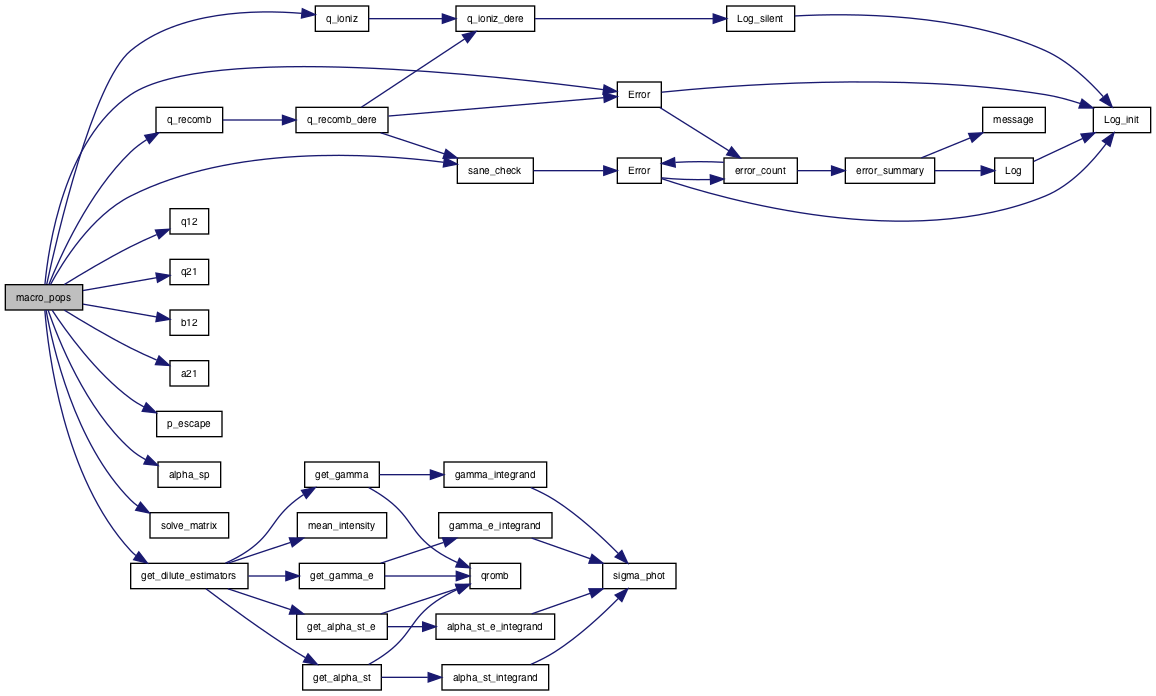 macro_pops
q_ioniz
q_ioniz_dere
Log_silent
Error
q_recomb
q_recomb_dere
message
Log_init
sane_check
Error
error_count
error_summary
Log
q12
q21
b12
a21
p_escape
alpha_sp
solve_matrix
get_dilute_estimators
get_gamma
gamma_integrand
mean_intensity
gamma_e_integrand
get_gamma_e
qromb
sigma_phot
get_alpha_st_e
alpha_st_e_integrand
get_alpha_st
alpha_st_integrand